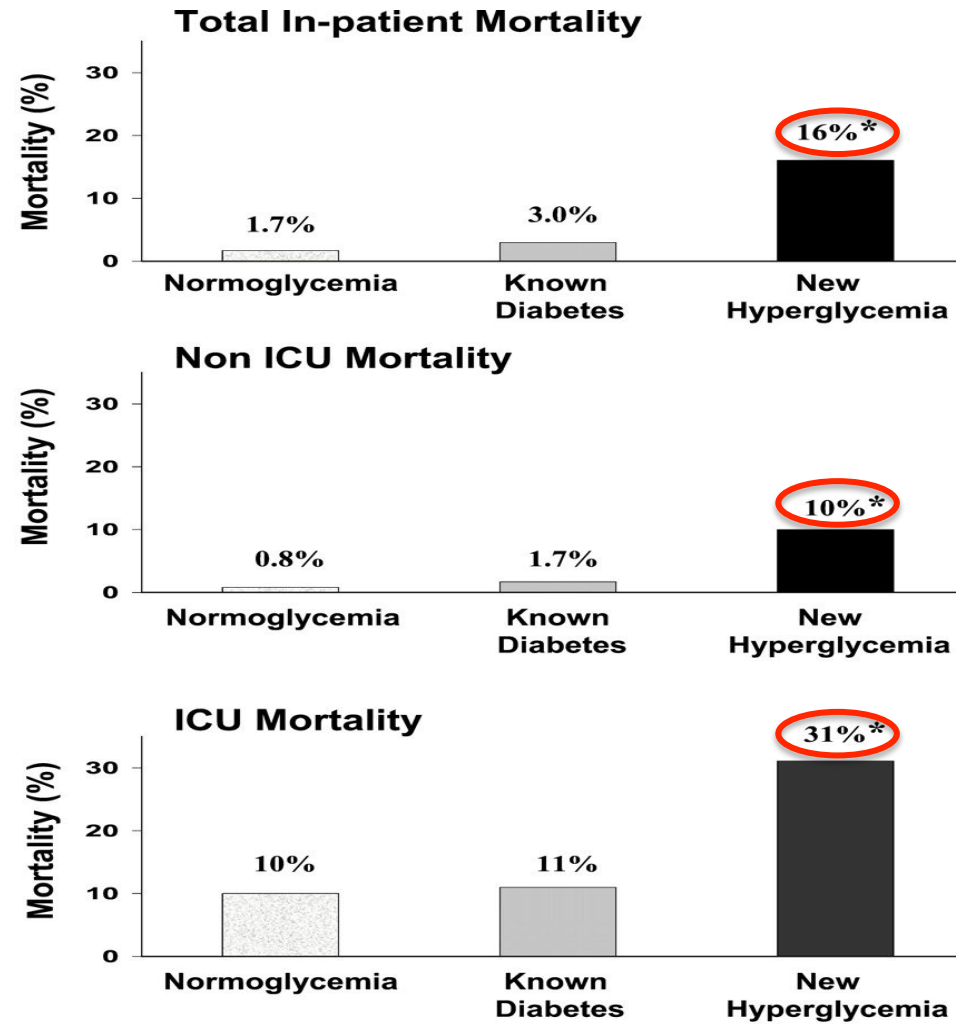 Total In-patient Mortality
Mortality (%)
30
20
10
0
1.7%
3.0%
16%*
Normoglycemia
Known
Diabetes
New
Hyperglycemia
Non ICU Mortality
Mortality (%)
30
20
10
0
0.8%
1.7%
10%*
Normoglycemia
Known
Diabetes
New
Hyperglycemia
ICU Mortality
Mortality (%)
30
20
10
0
10%
11%
31%*
Normoglycemia
Known
Diabetes
New
Hyperglycemia